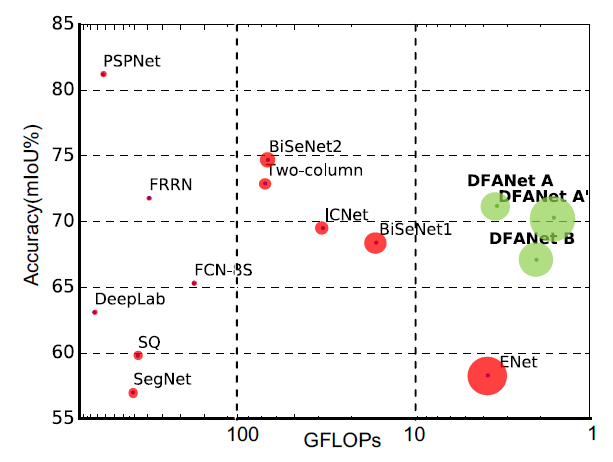 85
PSPNet
80
75
BiSeNet2
Two-column
FRRN
DFANet A
DFANet A'
70
ICNet
BiSeNet1
DFANet B
65
FCN-8S
DeepLab
60
SQ
ENet
SegNet
55
Accuracy(mIoU%)
100
10
1
GFLOPs